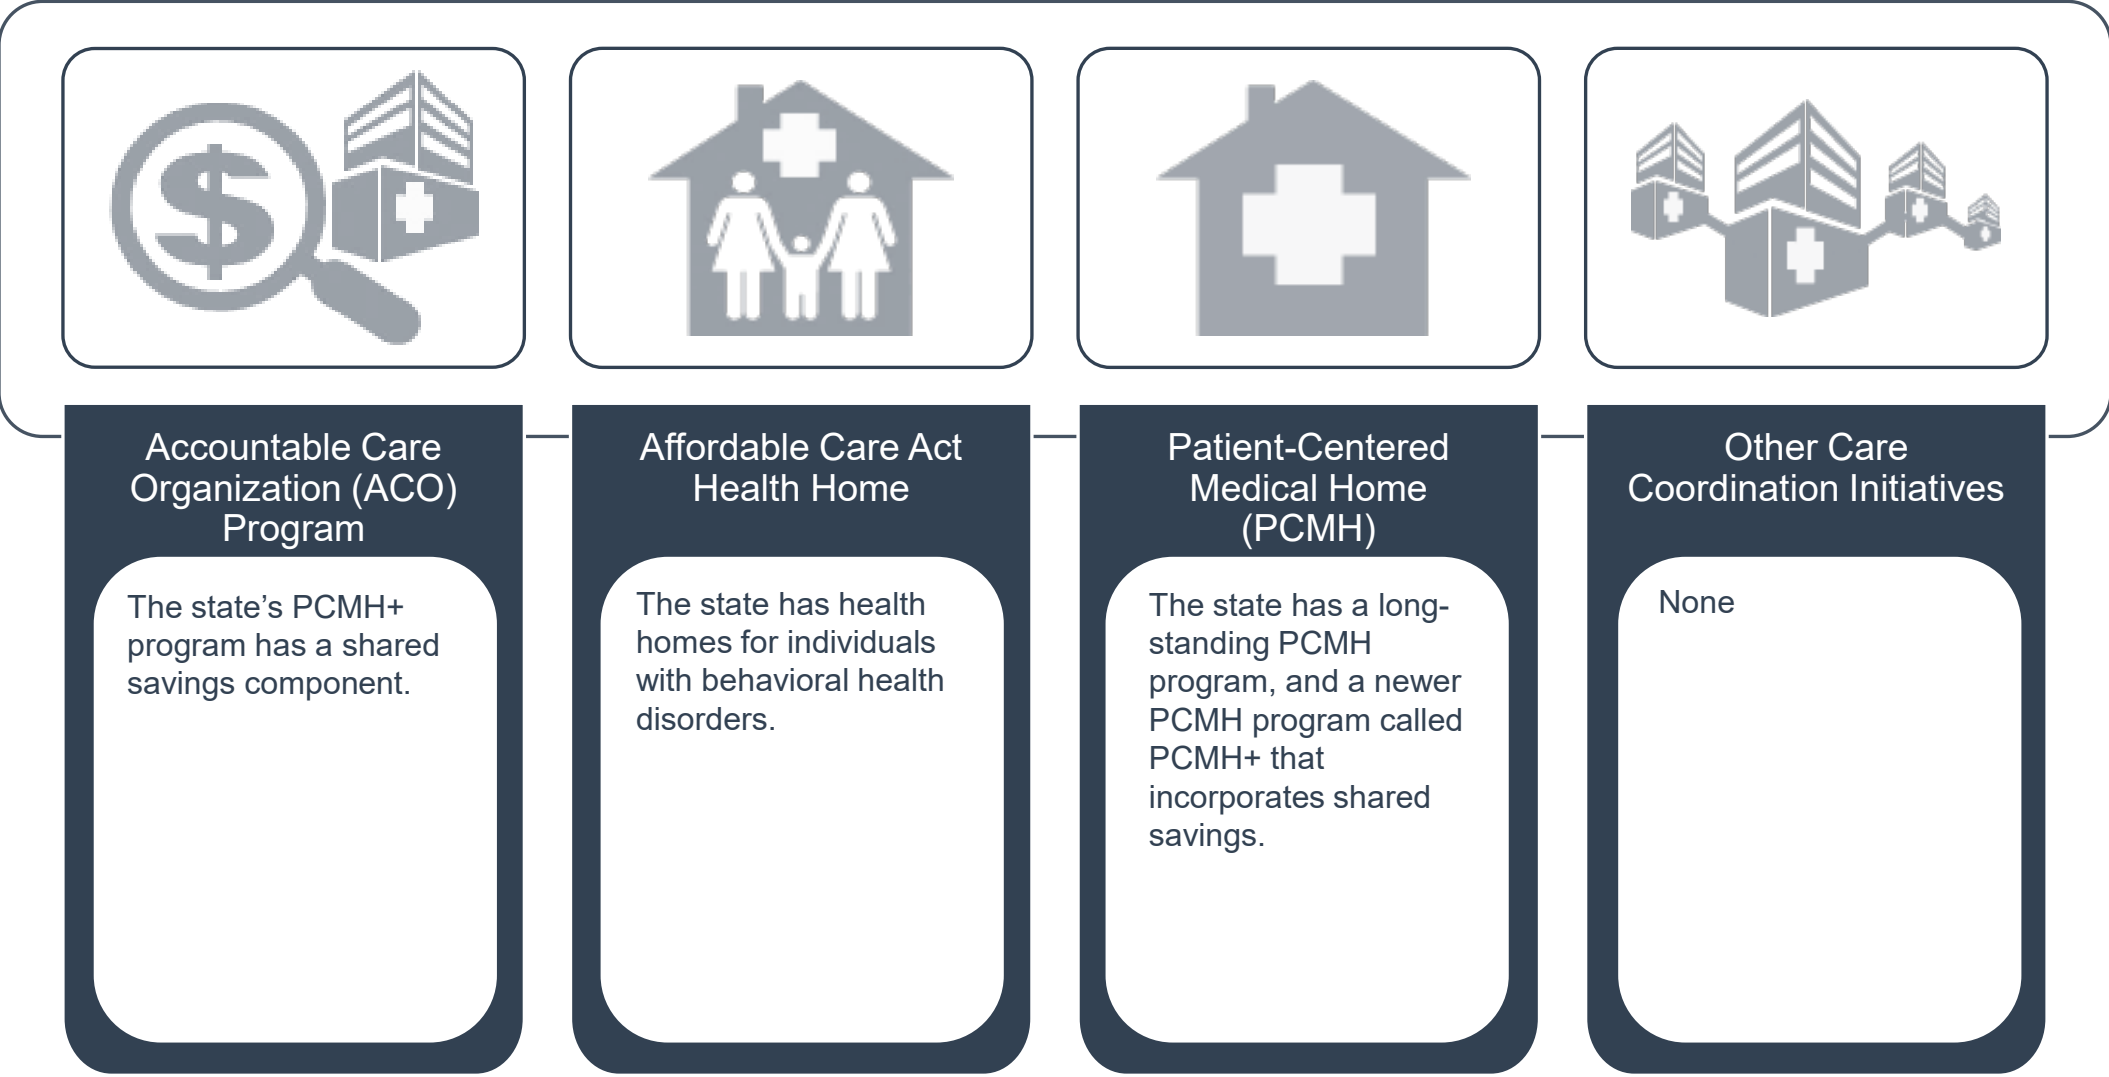 $
Accountable Care
Organization (ACO)
Program
The state’s PCMH+
program has a shared
savings component.
Affordable Care Act
Health Home
The state has health
homes for individuals
with behavioral health
disorders.
Patient-Centered
Medical Home
(PCMH)
The state has a long-
standing PCMH
program, and a newer
PCMH program called
PCMH+ that
incorporates shared
savings.
Other Care
Coordination Initiatives
None